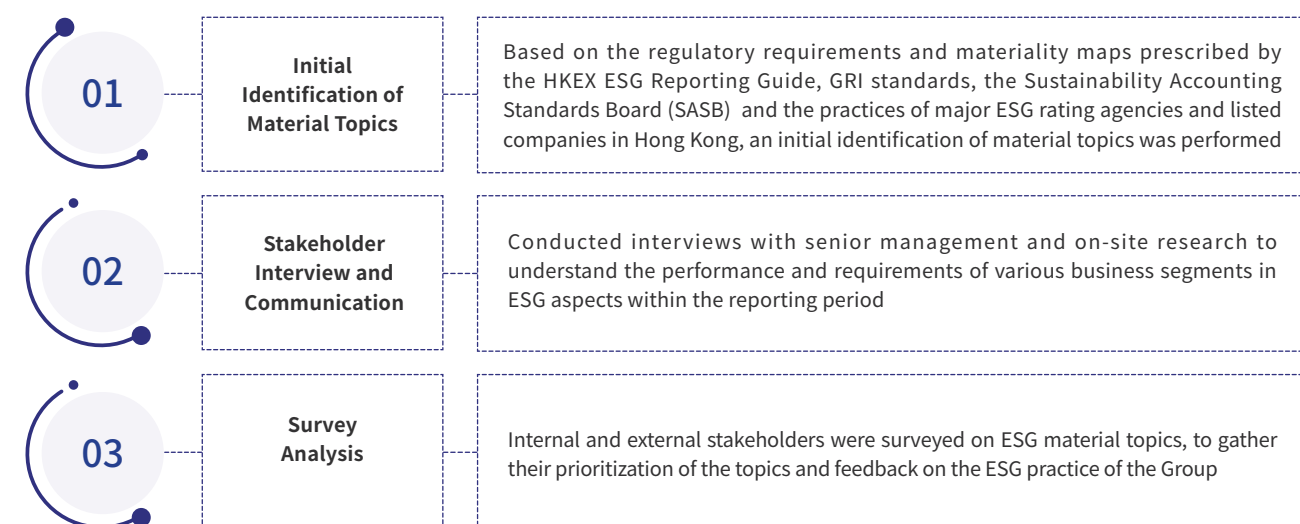 01
Initial
Identification of
Material Topics
Based on the regulatory requirements and materiality maps prescribed by
the HKEX ESG Reporting Guide, GRI standards, the Sustainability Accounting
Standards Board (SASB) and the practices of major ESG rating agencies and listed
companies in Hong Kong, an initial identification of material topics was performed
02
Stakeholder
Interview and
Communication
Conducted interviews with senior management and on-site research to
understand the performance and requirements of various business segments in
ESG aspects within the reporting period
03
Survey
Analysis
Internal and external stakeholders were surveyed on ESG material topics, to gather
their prioritization of the topics and feedback on the ESG practice of the Group